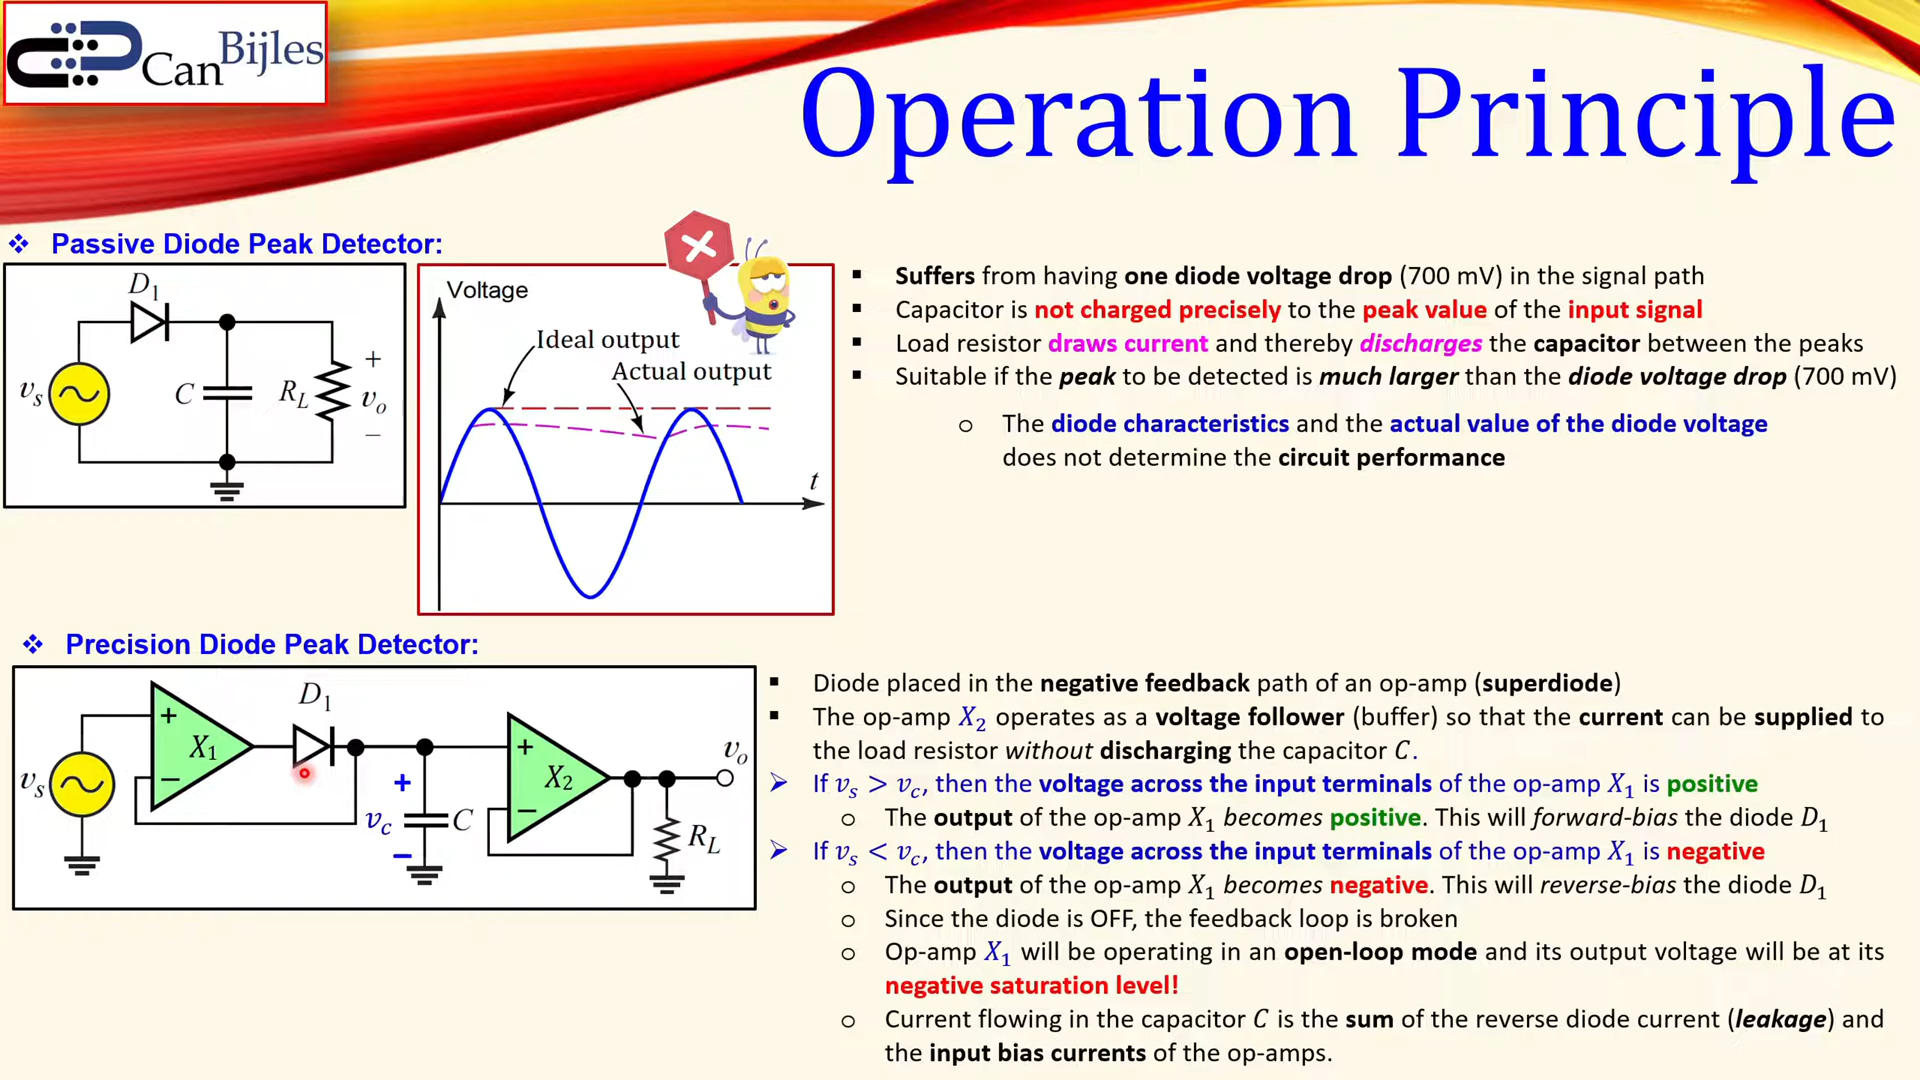 Can Bijles
Operation Principle
❖ Passive Diode Peak Detector:
D₁
vₛ
C
R_L
+
vₒ
−
Voltage
Ideal output
Actual output
t
▪ Suffers from having one diode voltage drop (700 mV) in the signal path
▪ Capacitor is not charged precisely to the peak value of the input signal
▪ Load resistor draws current and thereby discharges the capacitor between the peaks
▪ Suitable if the peak to be detected is much larger than the diode voltage drop (700 mV)
o The diode characteristics and the actual value of the diode voltage
does not determine the circuit performance
❖ Precision Diode Peak Detector:
vₛ
+
X₁
−
D₁
+
v_c
−
C
+
X₂
−
vₒ
R_L
▪ Diode placed in the negative feedback path of an op-amp (superdiode)
▪ The op-amp X₂ operates as a voltage follower (buffer) so that the current can be supplied to
the load resistor without discharging the capacitor C.
➢ If vₛ > v_c, then the voltage across the input terminals of the op-amp X₁ is positive
o The output of the op-amp X₁ becomes positive. This will forward-bias the diode D₁
➢ If vₛ < v_c, then the voltage across the input terminals of the op-amp X₁ is negative
o The output of the op-amp X₁ becomes negative. This will reverse-bias the diode D₁
o Since the diode is OFF, the feedback loop is broken
o Op-amp X₁ will be operating in an open-loop mode and its output voltage will be at its
negative saturation level!
o Current flowing in the capacitor C is the sum of the reverse diode current (leakage) and
the input bias currents of the op-amps.